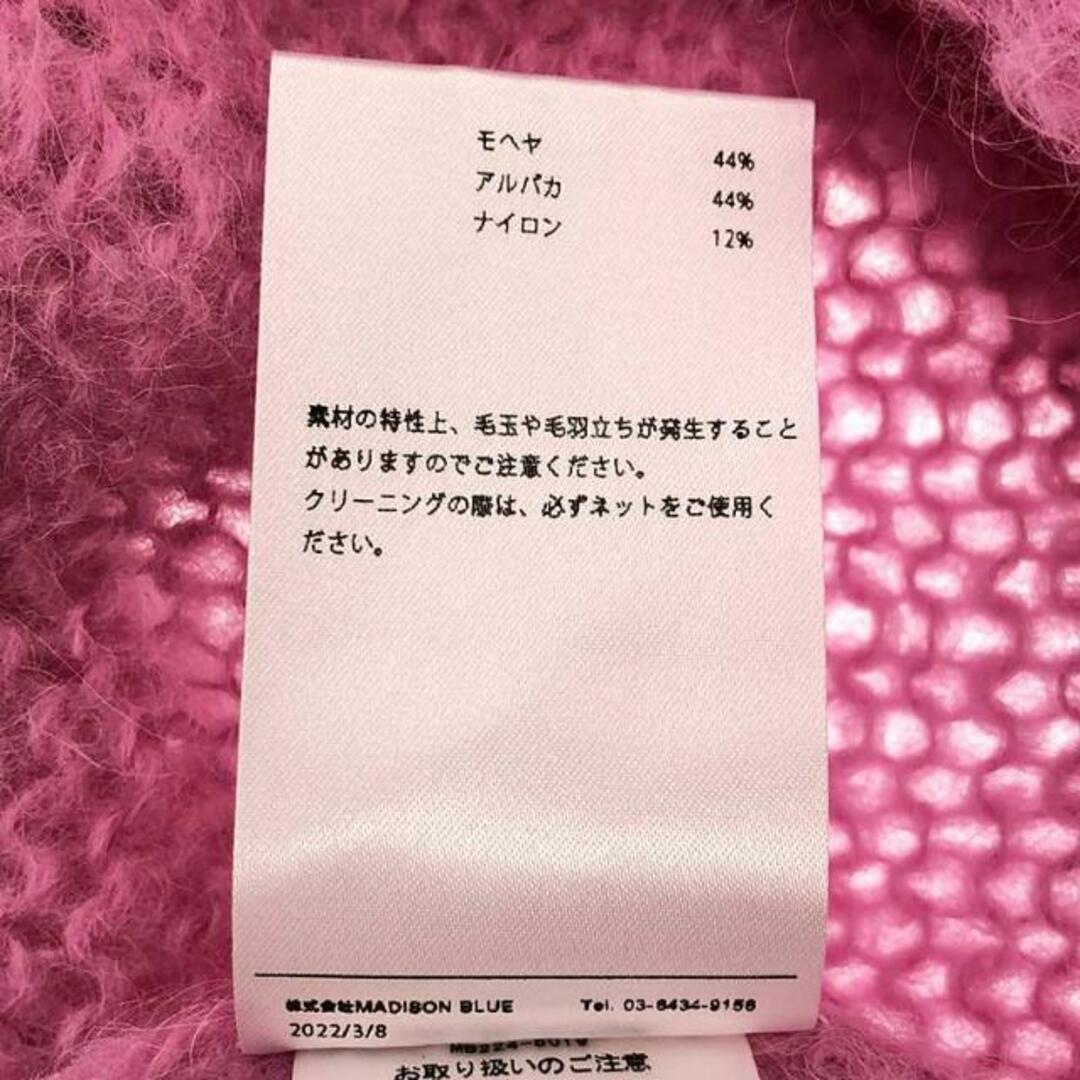 モヘヤ 44%
アルパカ 44%
ナイロン 12%
素材の特性上、毛玉や毛羽立ちが発生すること
がありますのでご注意ください。
クリーニングの際は、必ずネットをご使用く
ださい。
株式会社MADISON BLUE Tel. 03-6434-9156
2022/3/8
お取り扱いのご注意